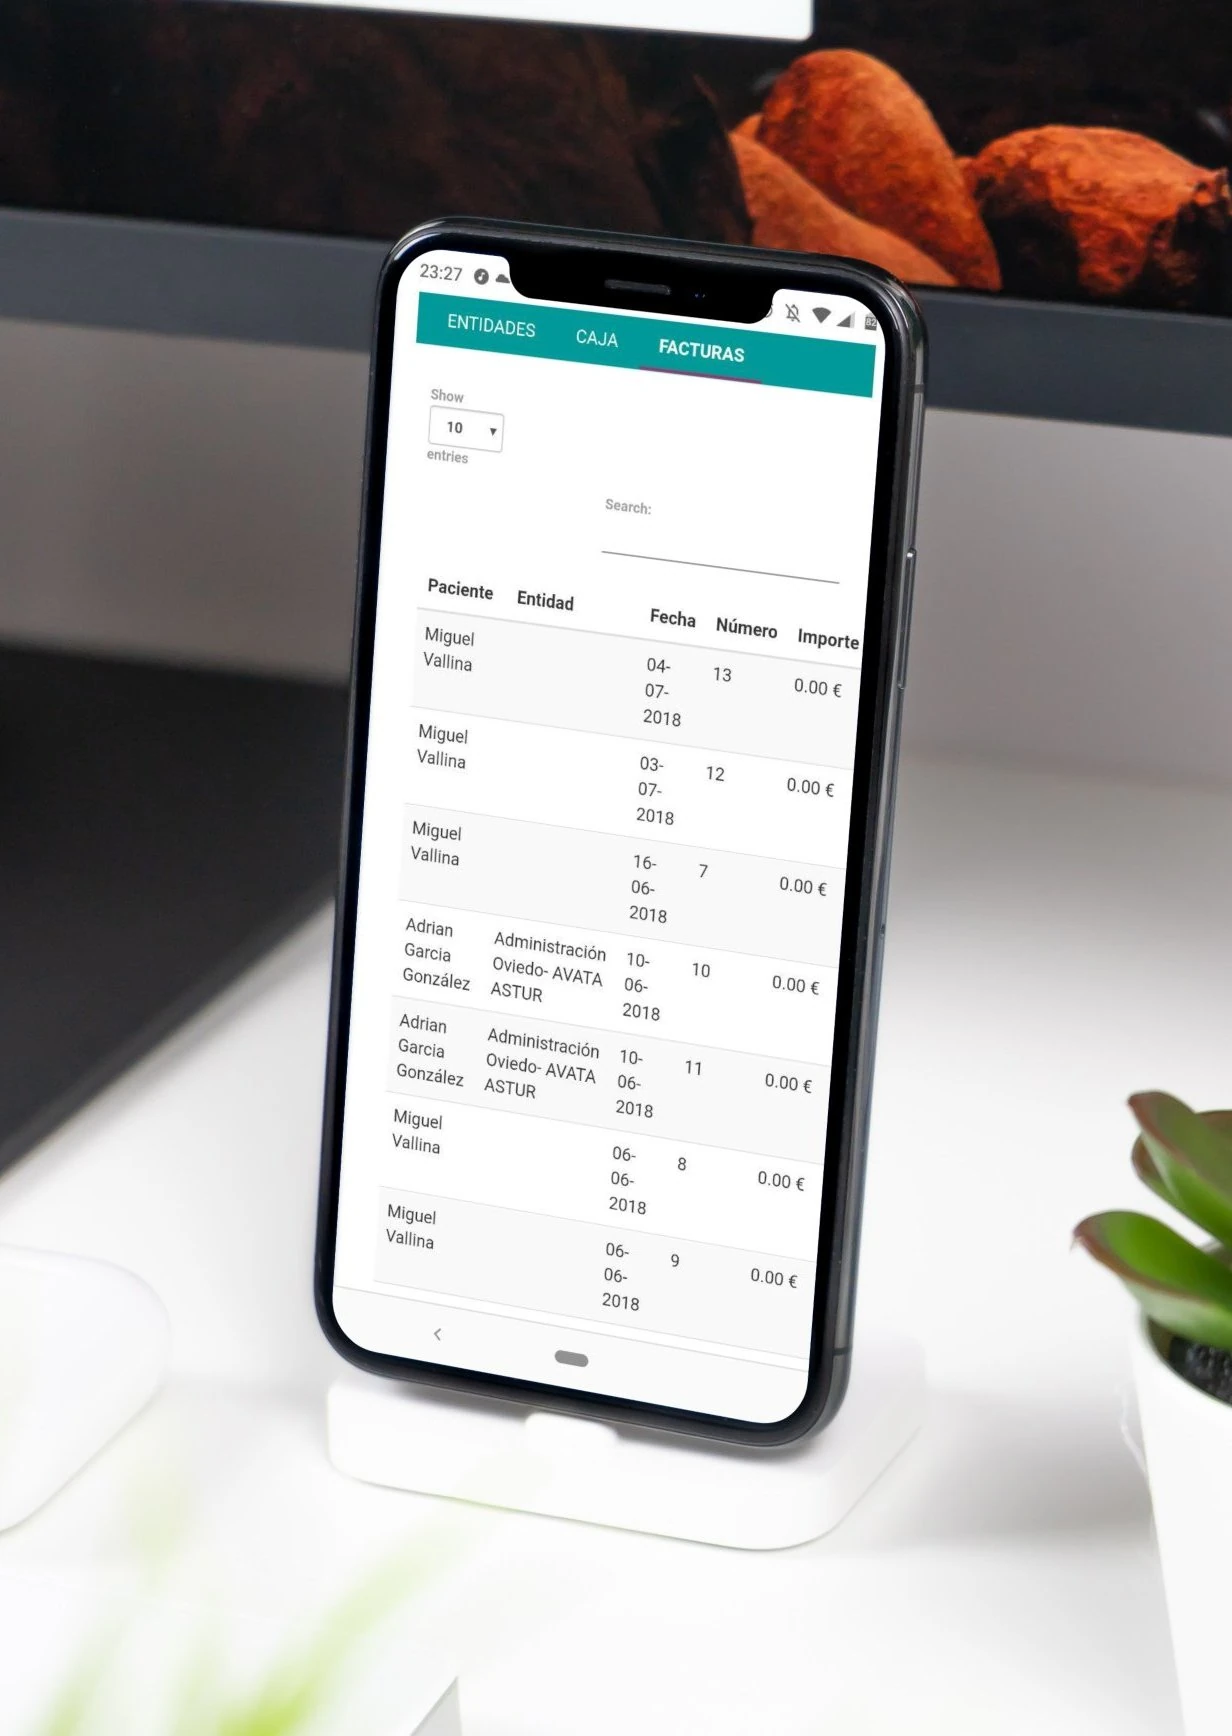 23:27
ENTIDADES CAJA FACTURAS
Show
10
entries
Search:
Paciente Entidad Fecha Número Importe
Miguel
Vallina
04-
07-
2018
13
0.00 €
Miguel
Vallina
03-
07-
2018
12
0.00 €
Miguel
Vallina
16-
06-
2018
7
0.00 €
Adrian
Garcia
González
Administración
Oviedo- AVATA
ASTUR
10-
06-
2018
10
0.00 €
Adrian
Garcia
González
Administración
Oviedo- AVATA
ASTUR
10-
06-
2018
11
0.00 €
Miguel
Vallina
06-
06-
2018
8
0.00 €
Miguel
Vallina
06-
06-
2018
9
0.00 €